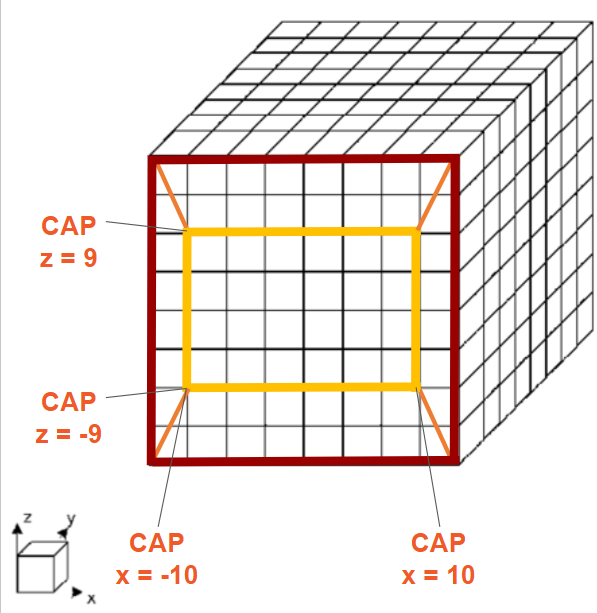 CAP
z = 9
CAP
z = -9
CAP
x = -10
CAP
x = 10
z
y
x